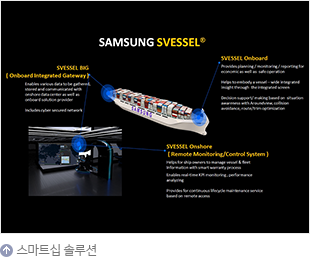 SAMSUNG SVESSEL®
SVESSEL BIG
( Onboard Integrated Gateway )
Enables various data to be gathered,
stored and communicated with
onshore data center as well as
onboard solution provider
Includes cyber-secured network
SVESSEL Onboard
Provides planning / monitoring / reporting for
economic as well as safe operation
Helps to embody a vessel – wide integrated
insight through the integrated screen
Decision support / making based on situation
awareness with Aroundview, collision
avoidance, route/trim optimization
SAMSUNG
SVESSEL Onshore
( Remote Monitoring/Control System )
Helps for ship owners to manage vessel & fleet
information with smart warranty process
Enables real-time KPI monitoring, performance
analyzing
Provides for continuous lifecycle maintenance service
based on remote access
스마트십 솔루션